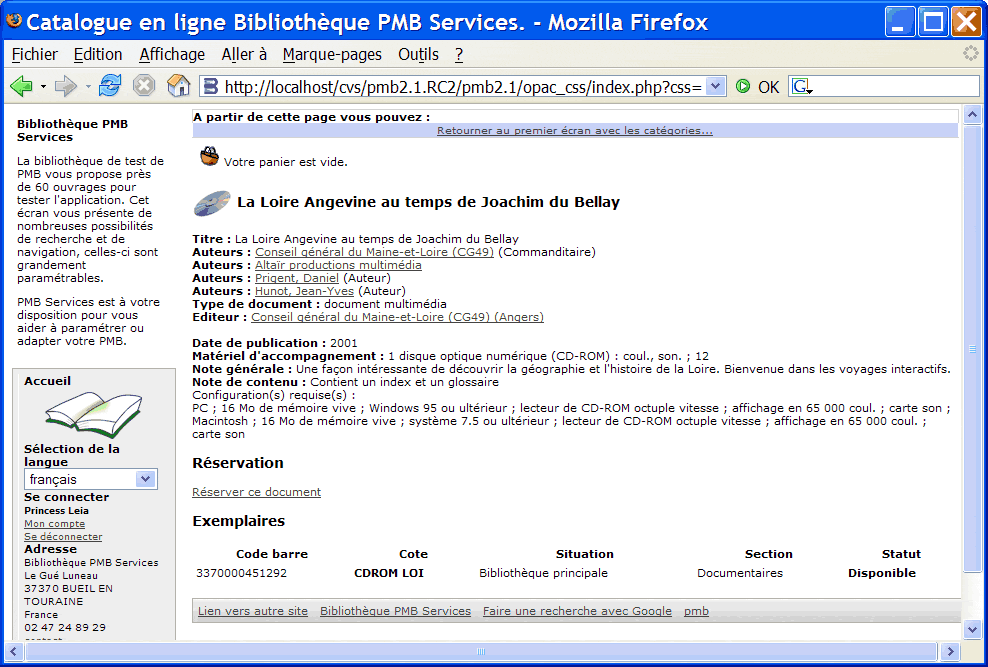 Catalogue en ligne Bibliothèque PMB Services. - Mozilla Firefox
Fichier Edition Affichage Aller à Marque-pages Outils ?
http://localhost/cvs/pmb2.1.RC2/pmb2.1/opac_css/index.php?css= OK G
Bibliothèque PMB
Services
La bibliothèque de test de
PMB vous propose près
de 60 ouvrages pour
tester l'application. Cet
écran vous présente de
nombreuses possibilités
de recherche et de
navigation, celles-ci sont
grandement
paramétrables.
PMB Services est à votre
disposition pour vous
aider à paramétrer ou
adapter votre PMB.
Accueil
Sélection de la
langue
français
Se connecter
Princess Leia
Mon compte
Se déconnecter
Adresse
Bibliothèque PMB Services
Le Gué Luneau
37370 BUEIL EN
TOURAINE
France
02 47 24 89 29
A partir de cette page vous pouvez :
Retourner au premier écran avec les catégories...
Votre panier est vide.
La Loire Angevine au temps de Joachim du Bellay
Titre : La Loire Angevine au temps de Joachim du Bellay
Auteurs : Conseil général du Maine-et-Loire (CG49) (Commanditaire)
Auteurs : Altaïr productions multimédia
Auteurs : Prigent, Daniel (Auteur)
Auteurs : Hunot, Jean-Yves (Auteur)
Type de document : document multimédia
Editeur : Conseil général du Maine-et-Loire (CG49) (Angers)
Date de publication : 2001
Matériel d'accompagnement : 1 disque optique numérique (CD-ROM) : coul., son. ; 12
Note générale : Une façon intéressante de découvrir la géographie et l'histoire de la Loire. Bienvenue dans les voyages interactifs.
Note de contenu : Contient un index et un glossaire
Configuration(s) requise(s) :
PC ; 16 Mo de mémoire vive ; Windows 95 ou ultérieur ; lecteur de CD-ROM octuple vitesse ; affichage en 65 000 coul. ; carte son ;
Macintosh ; 16 Mo de mémoire vive ; système 7.5 ou ultérieur ; lecteur de CD-ROM octuple vitesse ; affichage en 65 000 coul. ;
carte son
Réservation
Réserver ce document
Exemplaires
Code barre Cote Situation Section Statut
3370000451292 CDROM LOI Bibliothèque principale Documentaires Disponible
Lien vers autre site Bibliothèque PMB Services Faire une recherche avec Google pmb